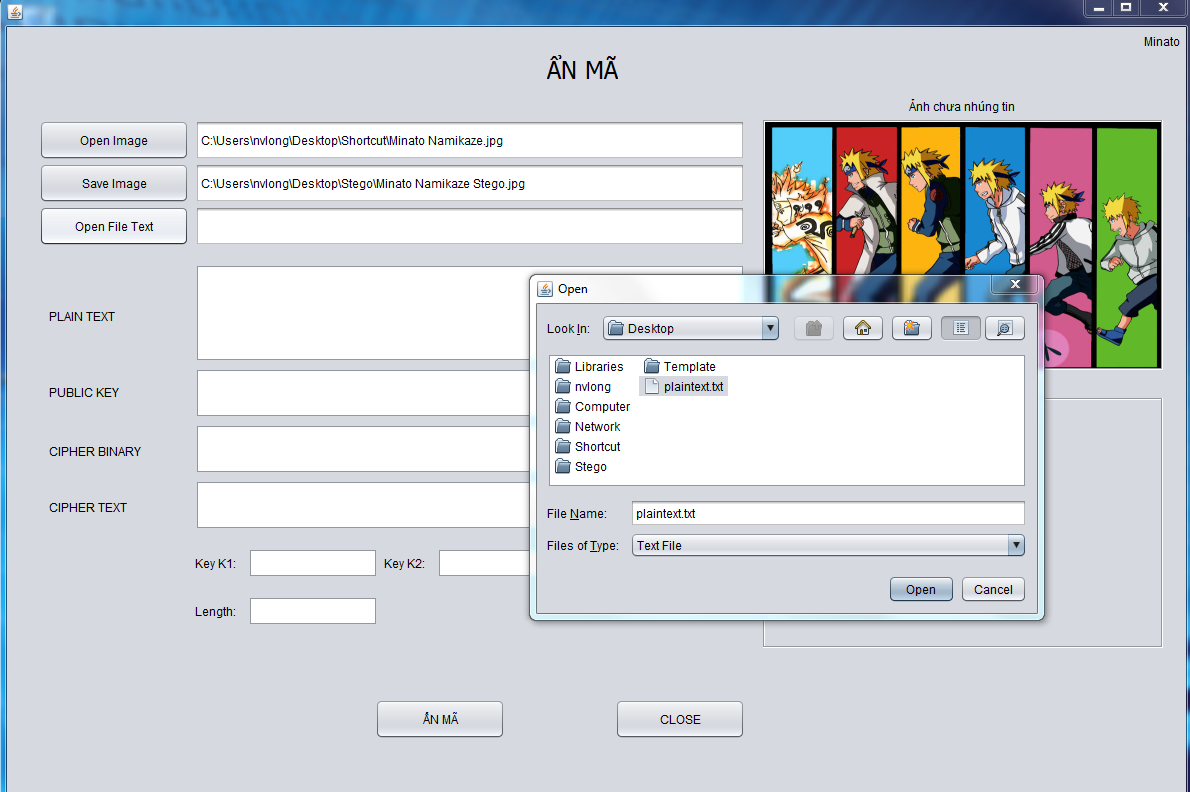 Minato
ẨN MÃ
Ảnh chưa nhúng tin
Open Image
C:\Users\nvlong\Desktop\Shortcut\Minato Namikaze.jpg
Save Image
C:\Users\nvlong\Desktop\Stego\Minato Namikaze Stego.jpg
Open File Text
PLAIN TEXT
PUBLIC KEY
CIPHER BINARY
CIPHER TEXT
Key K1:
Key K2:
Length:
ẨN MÃ
CLOSE
Open
Look In:
Desktop
Libraries
nvlong
Computer
Network
Shortcut
Stego
Template
plaintext.txt
File Name:
plaintext.txt
Files of Type:
Text File
Open
Cancel